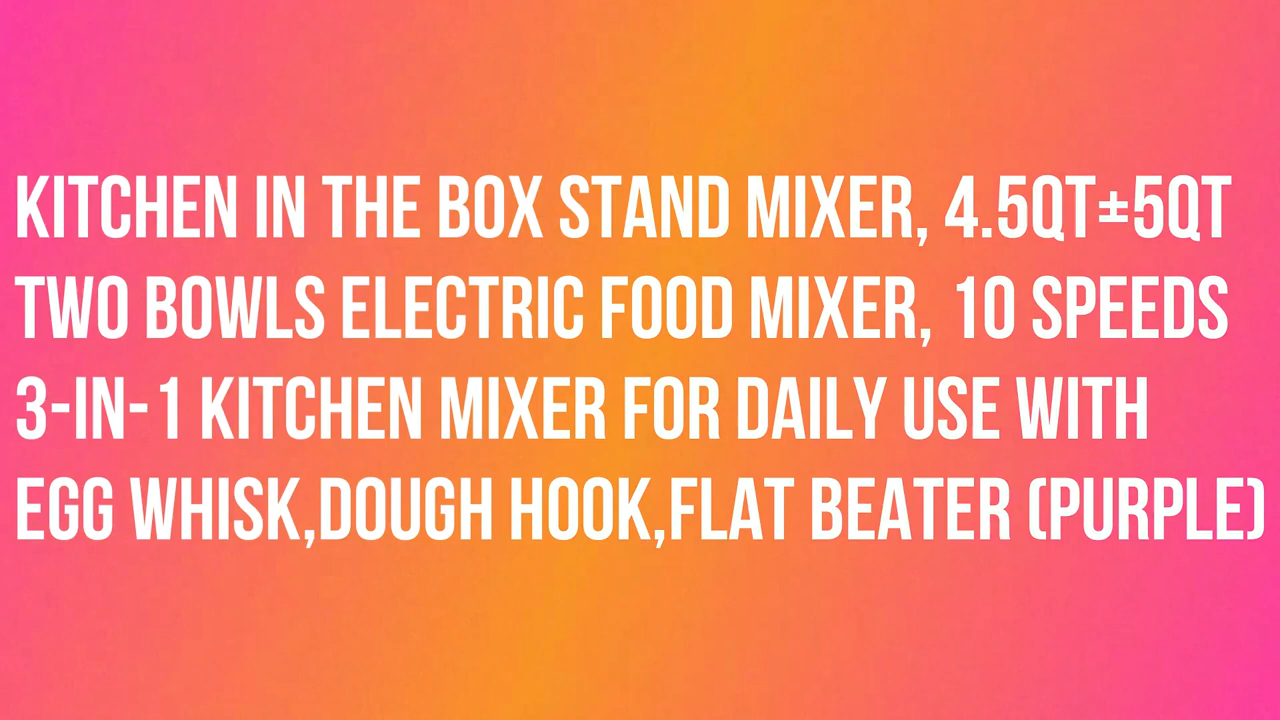 KITCHEN IN THE BOX STAND MIXER, 4.5QT±5QT
TWO BOWLS ELECTRIC FOOD MIXER, 10 SPEEDS
3-IN-1 KITCHEN MIXER FOR DAILY USE WITH
EGG WHISK,DOUGH HOOK,FLAT BEATER (PURPLE)